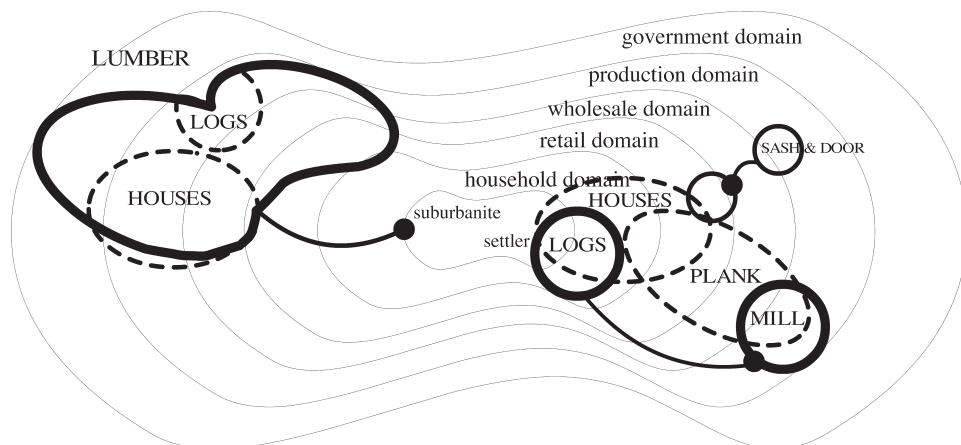 government domain
LUMBER
production domain
wholesale domain
LOGS
retail domain
SASH & DOOR
household domain
HOUSES
HOUSES
suburbanite
settler
LOGS
PLANK
MILL